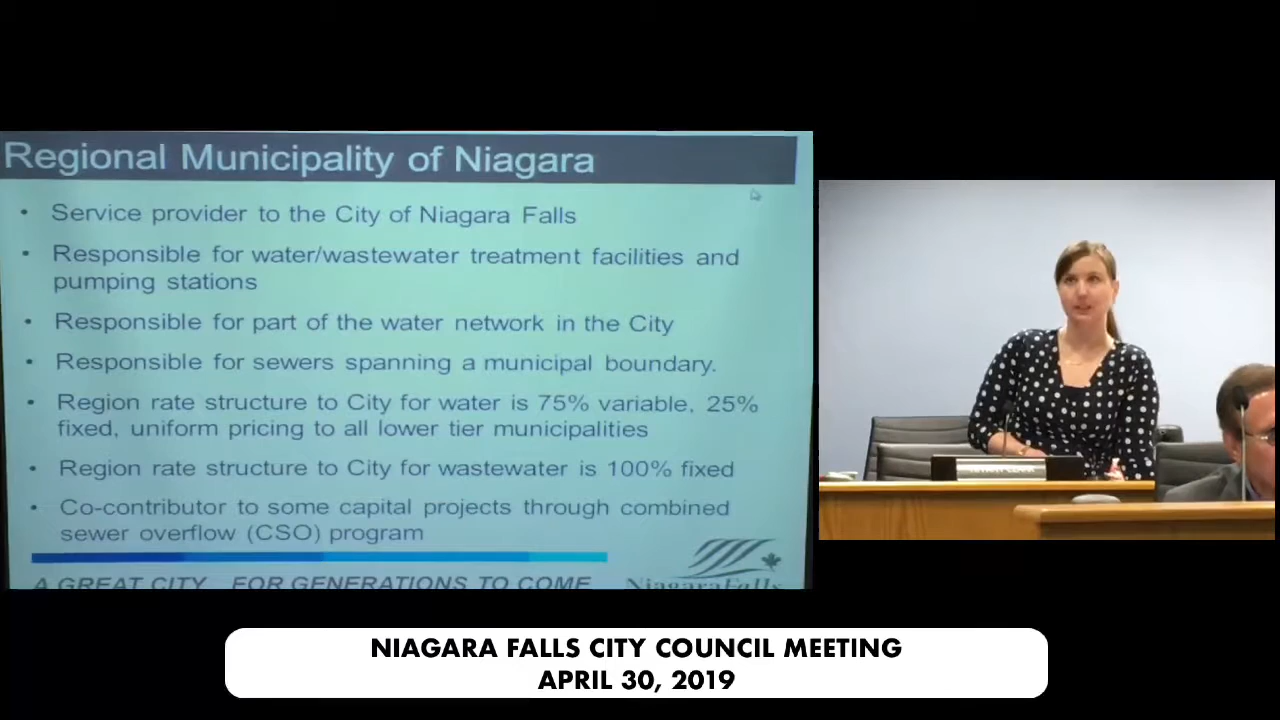 Regional Municipality of Niagara
• Service provider to the City of Niagara Falls
• Responsible for water/wastewater treatment facilities and
pumping stations
• Responsible for part of the water network in the City
• Responsible for sewers spanning a municipal boundary.
• Region rate structure to City for water is 75% variable, 25%
fixed, uniform pricing to all lower tier municipalities
• Region rate structure to City for wastewater is 100% fixed
• Co-contributor to some capital projects through combined
sewer overflow (CSO) program
A GREAT CITY...FOR GENERATIONS TO COME
NiagaraFalls
NIAGARA FALLS CITY COUNCIL MEETING
APRIL 30, 2019